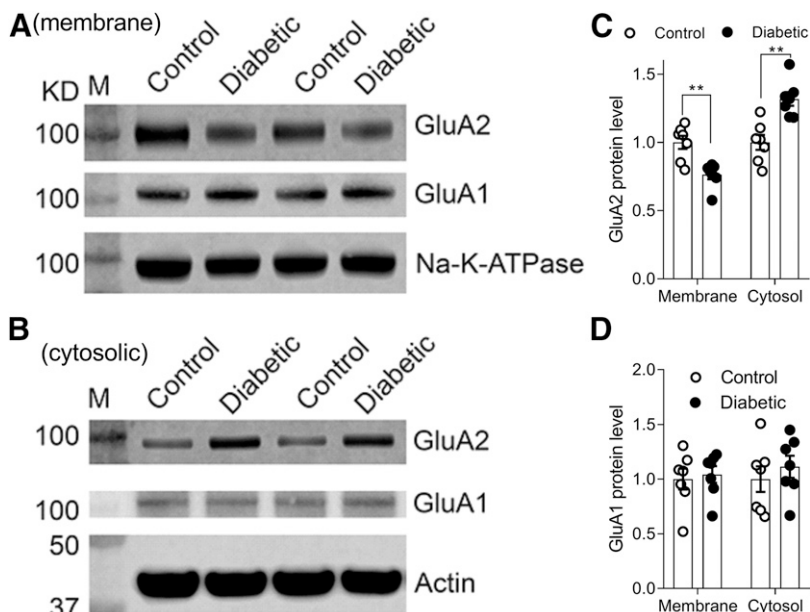 A (membrane)
KD M Control Diabetic Control Diabetic
100 GluA2
100 GluA1
100 Na-K-ATPase
B (cytosolic)
M Control Diabetic Control Diabetic
100 GluA2
100 GluA1
50
Actin
37
C Control Diabetic
** **
GluA2 protein level
1.5
1.0
0.5
0.0
Membrane Cytosol
D
Control
Diabetic
GluA1 protein level
2.0
1.5
1.0
0.5
0.0
Membrane Cytosol